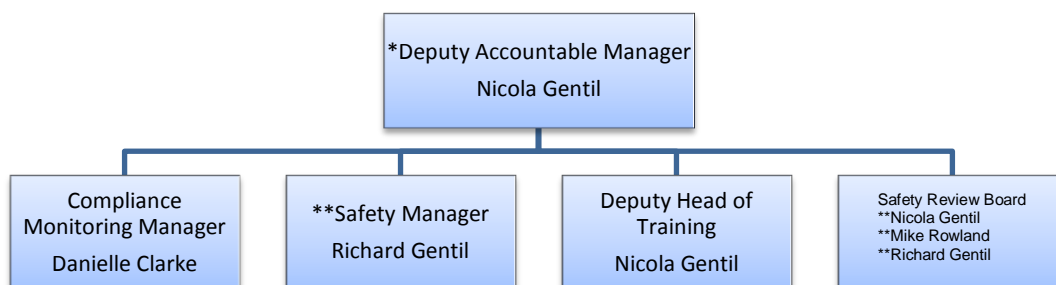 *Deputy Accountable Manager
Nicola Gentil
Compliance
Monitoring Manager
Danielle Clarke
**Safety Manager
Richard Gentil
Deputy Head of
Training
Nicola Gentil
Safety Review Board
**Nicola Gentil
**Mike Rowland
**Richard Gentil